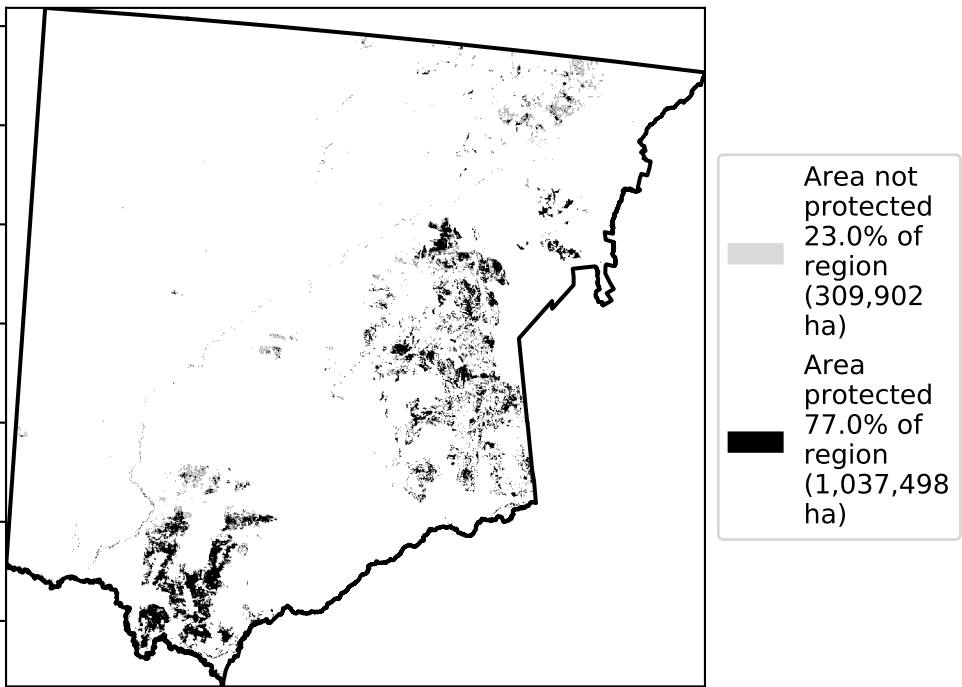 Area not
protected
23.0% of
region
(309,902
ha)
Area
protected
77.0% of
region
(1,037,498
ha)